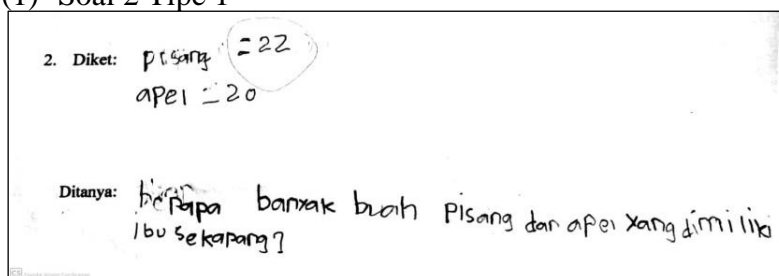 (1) Soal 2 Tipe 1
2. Diket: pisang = 22
apel = 20
Ditanya: berapa banyak buah pisang dan apel yang dimiliki
ibu sekarang?
CS